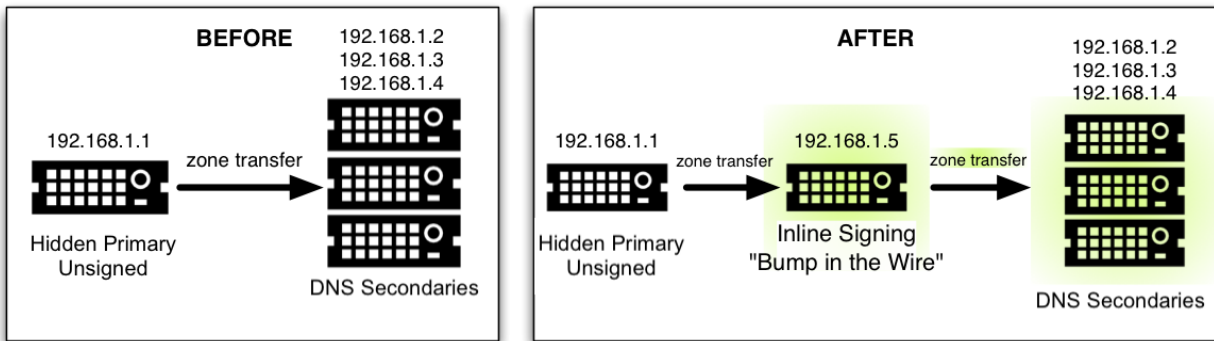 BEFORE
192.168.1.2
192.168.1.3
192.168.1.4
192.168.1.1
zone transfer
Hidden Primary
Unsigned
DNS Secondaries
AFTER
192.168.1.2
192.168.1.3
192.168.1.4
192.168.1.1
zone transfer
192.168.1.5
zone transfer
Hidden Primary
Unsigned
Inline Signing
"Bump in the Wire"
DNS Secondaries